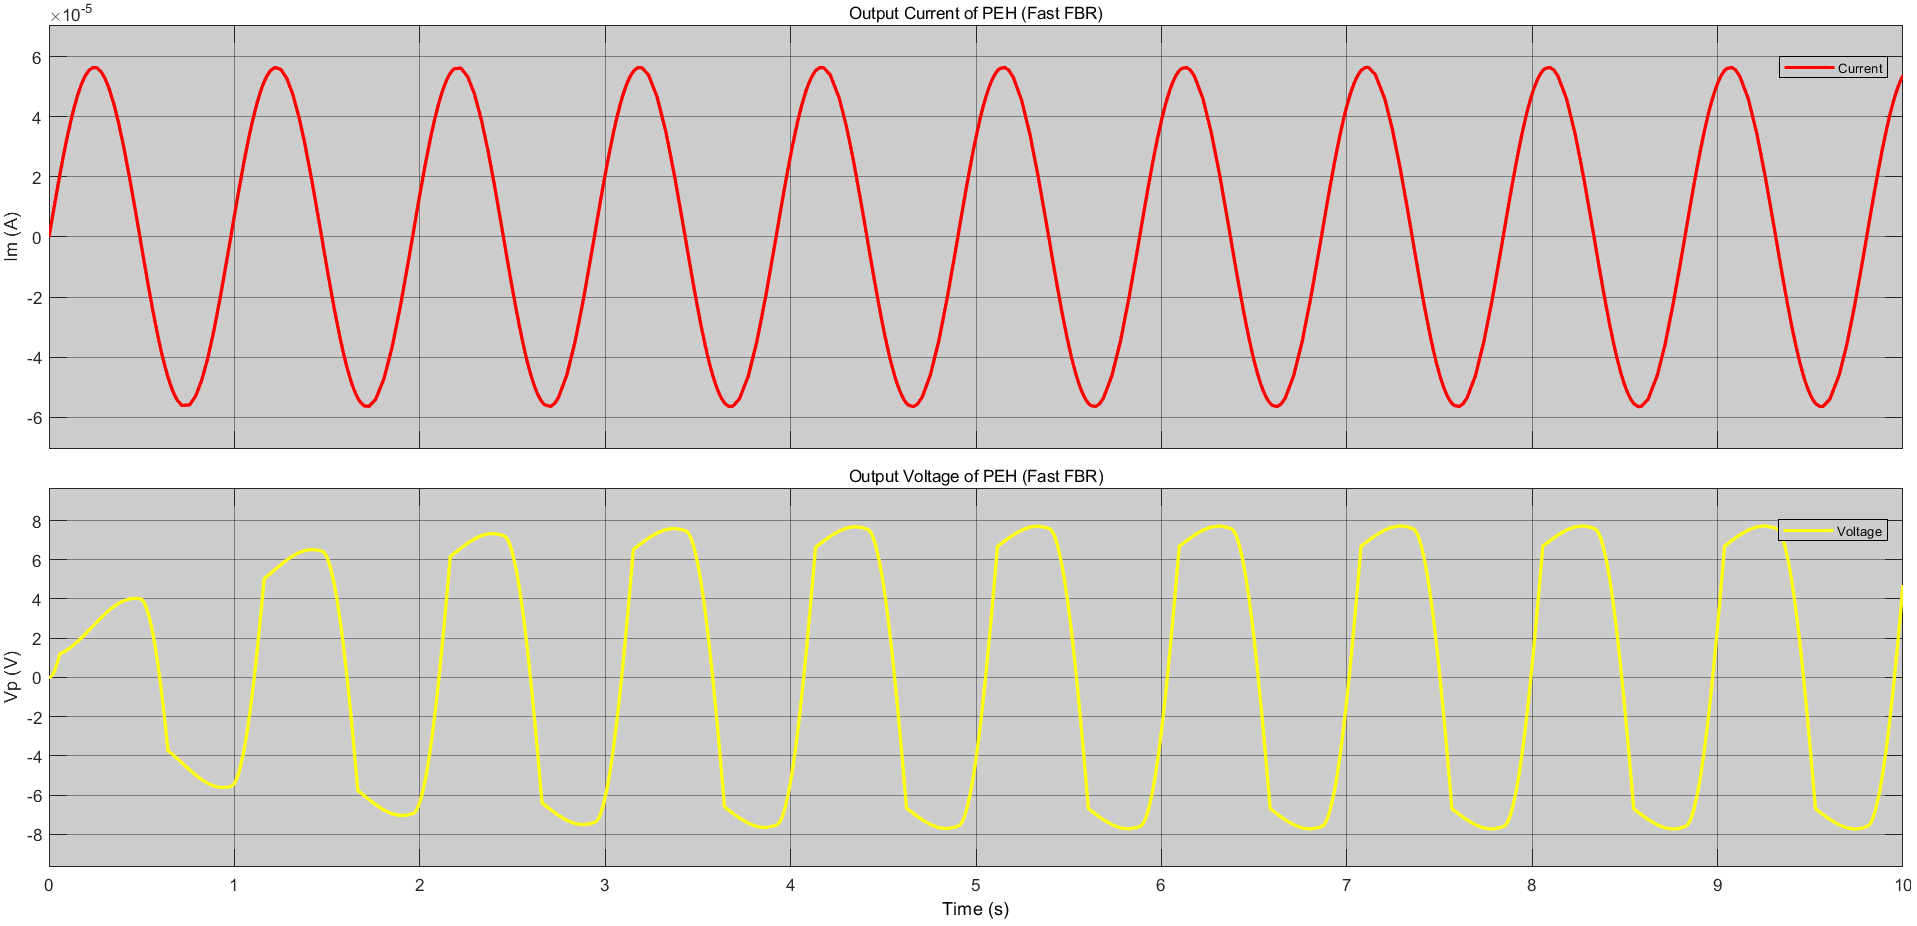 Output Current of PEH (Fast FBR)
×10-5
6
4
2
0
-2
-4
-6
Im (A)
Current
Output Voltage of PEH (Fast FBR)
8
6
4
2
0
-2
-4
-6
-8
Vp (V)
Voltage
0 1 2 3 4 5 6 7 8 9 10
Time (s)